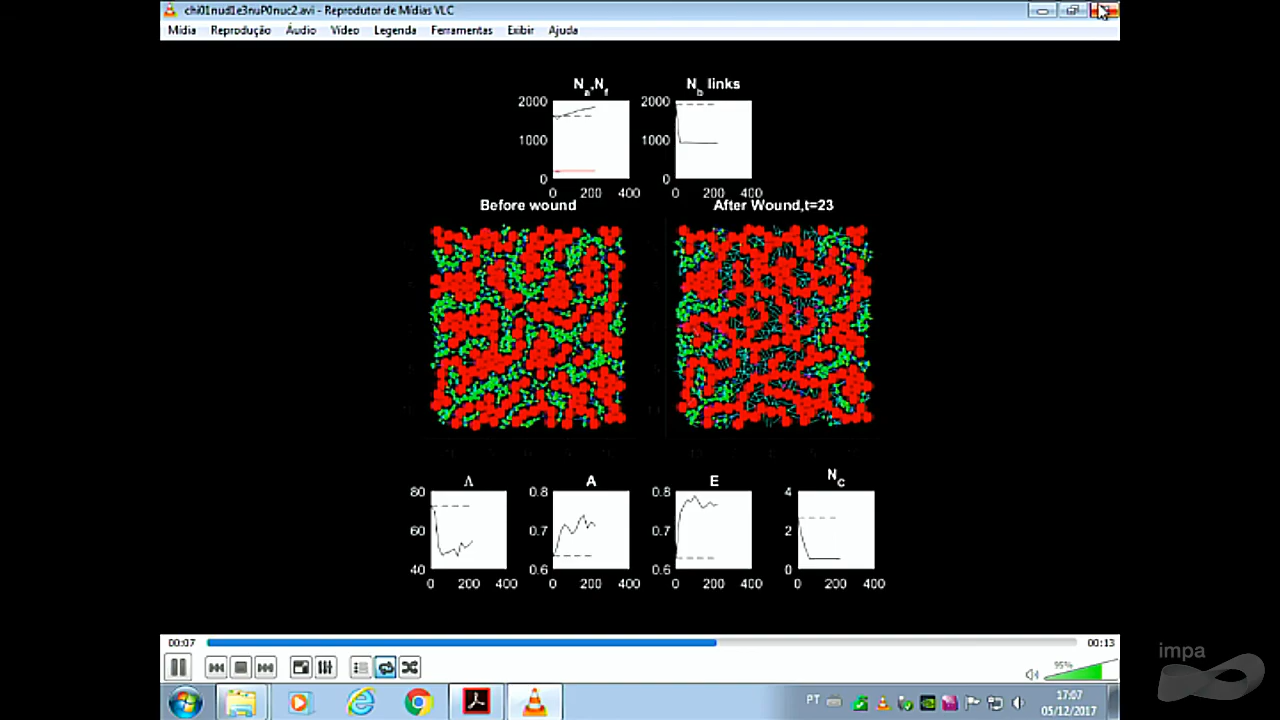 chi01nud1e3nuP0nuc2.avi - Reprodutor de Mídias VLC
Mídia Reprodução Áudio Vídeo Legenda Ferramentas Exibir Ajuda
Na,Nf Nb links
2000 2000
1000 1000
0 0
0 200 400 0 200 400
Before wound After Wound,t=23
Λ A E Nc
80 0.8 0.8 4
60 0.7 0.7 2
40 0.6 0.6 0
0 200 400 0 200 400 0 200 400 0 200 400
00:07 00:13
impa
95%
PT 17:07
05/12/2017